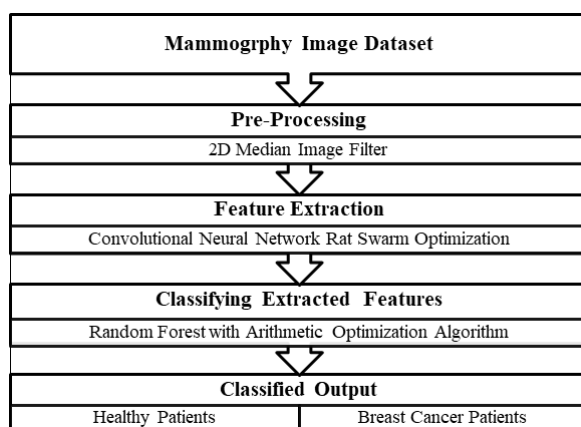 Mammogrphy Image Dataset
Pre-Processing
2D Median Image Filter
Feature Extraction
Convolutional Neural Network Rat Swarm Optimization
Classifying Extracted Features
Random Forest with Arithmetic Optimization Algorithm
Classified Output
Healthy Patients
Breast Cancer Patients